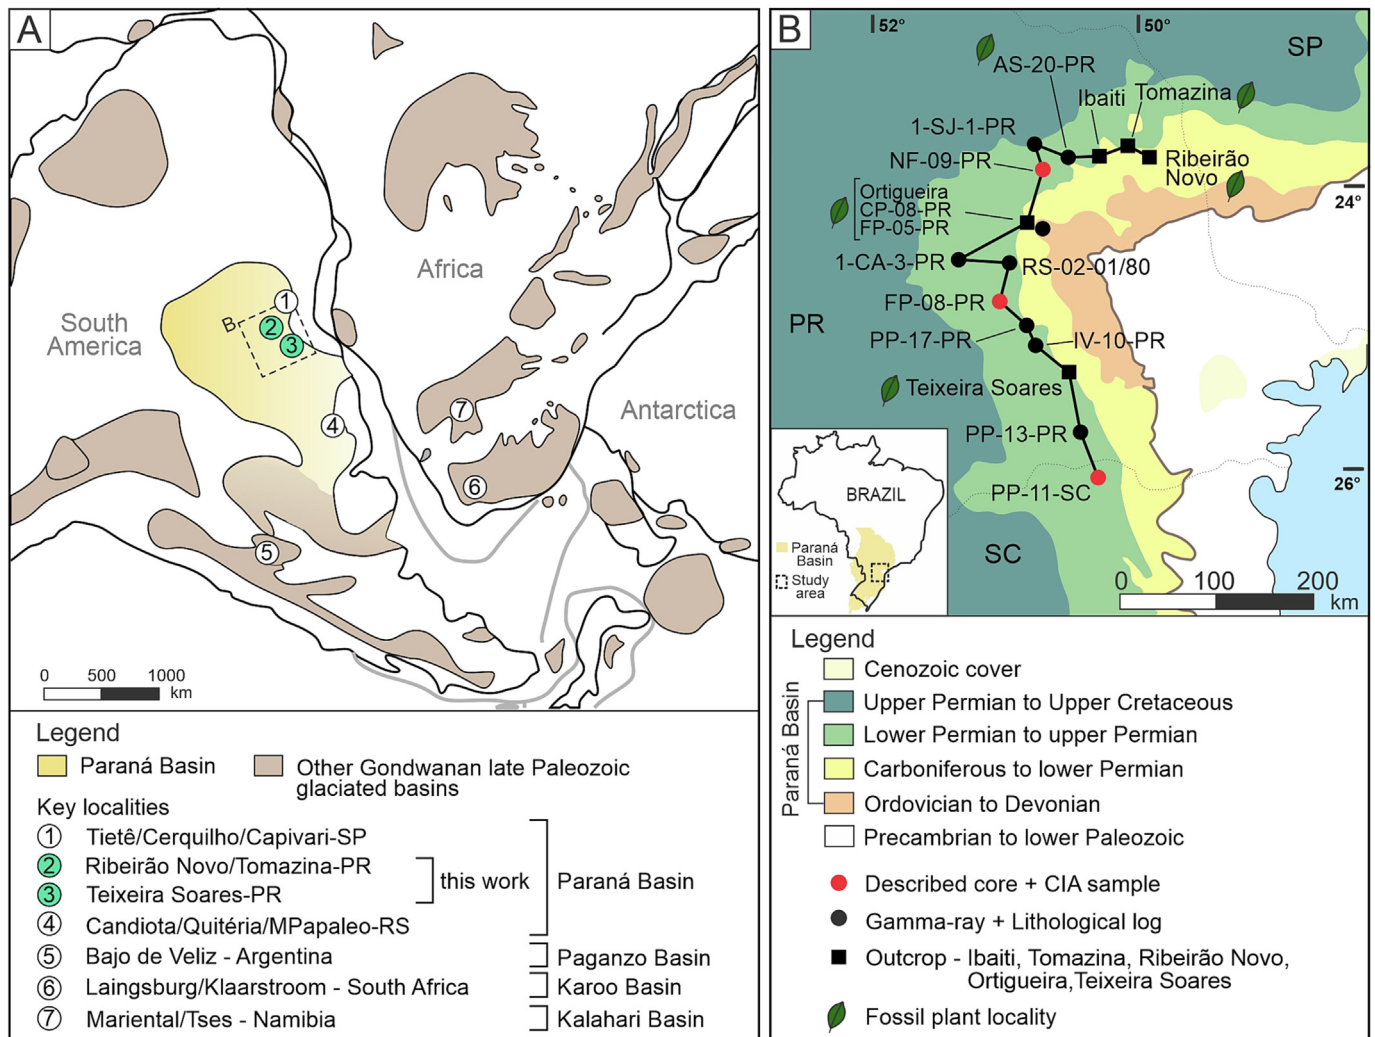 A
South
America
Africa
Antarctica
B
1
2
3
4
7
6
5
0 500 1000
km
Legend
Paraná Basin
Other Gondwanan late Paleozoic
glaciated basins
Key localities
1 Tietê/Cerquilho/Capivari-SP
2 Ribeirão Novo/Tomazina-PR
3 Teixeira Soares-PR
this work
4 Candiota/Quitéria/MPapaleo-RS
Paraná Basin
5 Bajo de Veliz - Argentina
Paganzo Basin
6 Laingsburg/Klaarstroom - South Africa
Karoo Basin
7 Mariental/Tses - Namibia
Kalahari Basin
B
52°
50°
SP
AS-20-PR
Ibaiti
Tomazina
1-SJ-1-PR
NF-09-PR
Ribeirão
Novo
24°
Ortigueira
CP-08-PR
FP-05-PR
1-CA-3-PR
RS-02-01/80
FP-08-PR
PR
PP-17-PR
IV-10-PR
Teixeira Soares
PP-13-PR
PP-11-SC
26°
SC
BRAZIL
Paraná
Basin
Study
area
0 100 200
km
Legend
Paraná Basin
Cenozoic cover
Upper Permian to Upper Cretaceous
Lower Permian to upper Permian
Carboniferous to lower Permian
Ordovician to Devonian
Precambrian to lower Paleozoic
Described core + CIA sample
Gamma-ray + Lithological log
Outcrop - Ibaiti, Tomazina, Ribeirão Novo,
Ortigueira,Teixeira Soares
Fossil plant locality